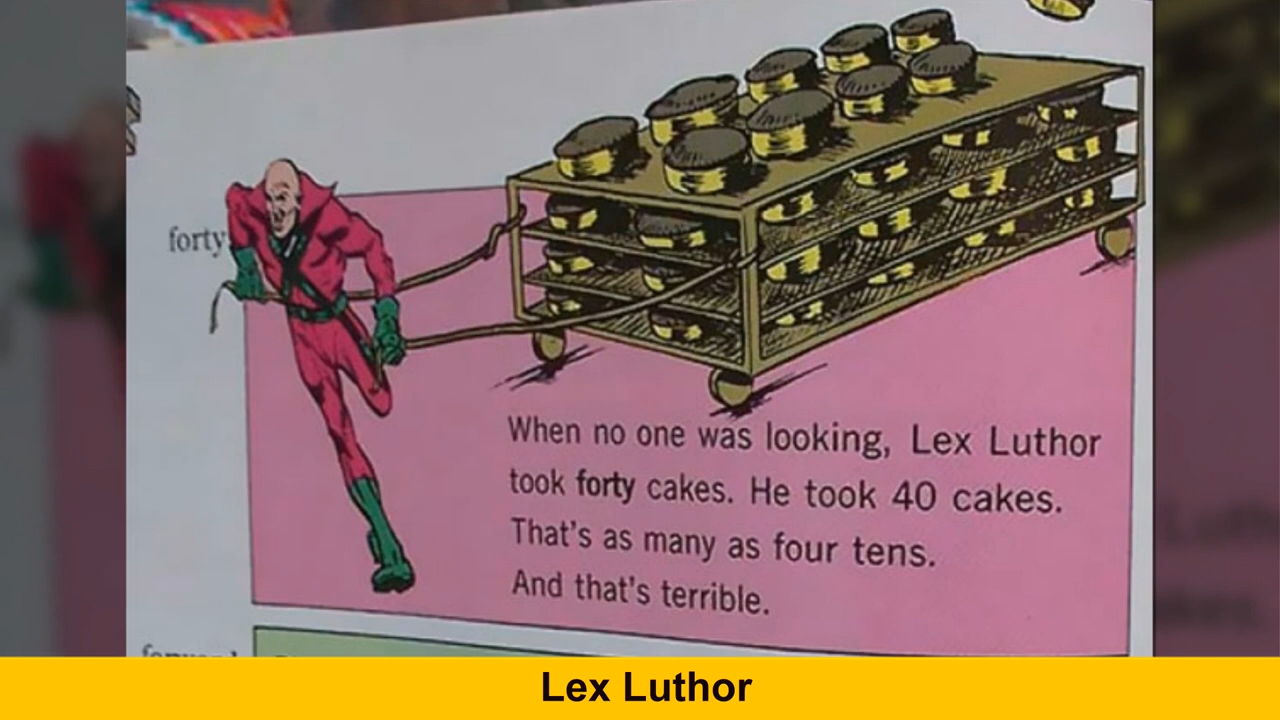 forty
When no one was looking, Lex Luthor
took forty cakes. He took 40 cakes.
That's as many as four tens.
And that's terrible.
Lex Luthor